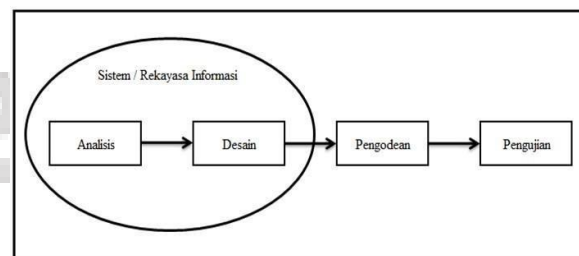 Sistem / Rekayasa Informasi
Analisis
Desain
Pengodean
Pengujian